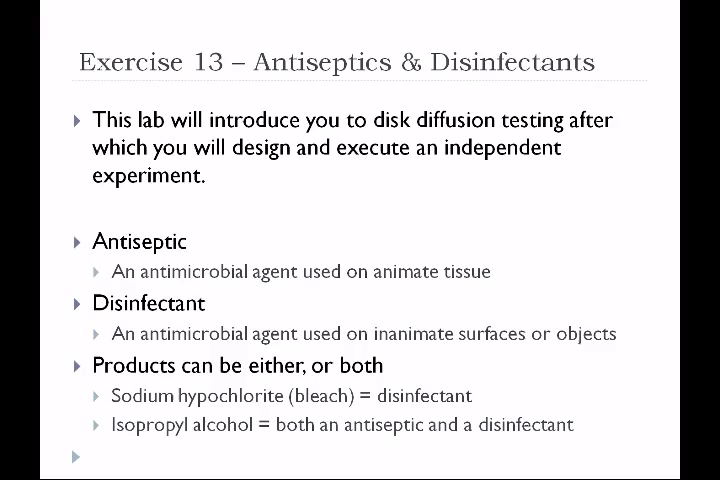 Exercise 13 – Antiseptics & Disinfectants
This lab will introduce you to disk diffusion testing after
which you will design and execute an independent
experiment.
Antiseptic
An antimicrobial agent used on animate tissue
Disinfectant
An antimicrobial agent used on inanimate surfaces or objects
Products can be either, or both
Sodium hypochlorite (bleach) = disinfectant
Isopropyl alcohol = both an antiseptic and a disinfectant